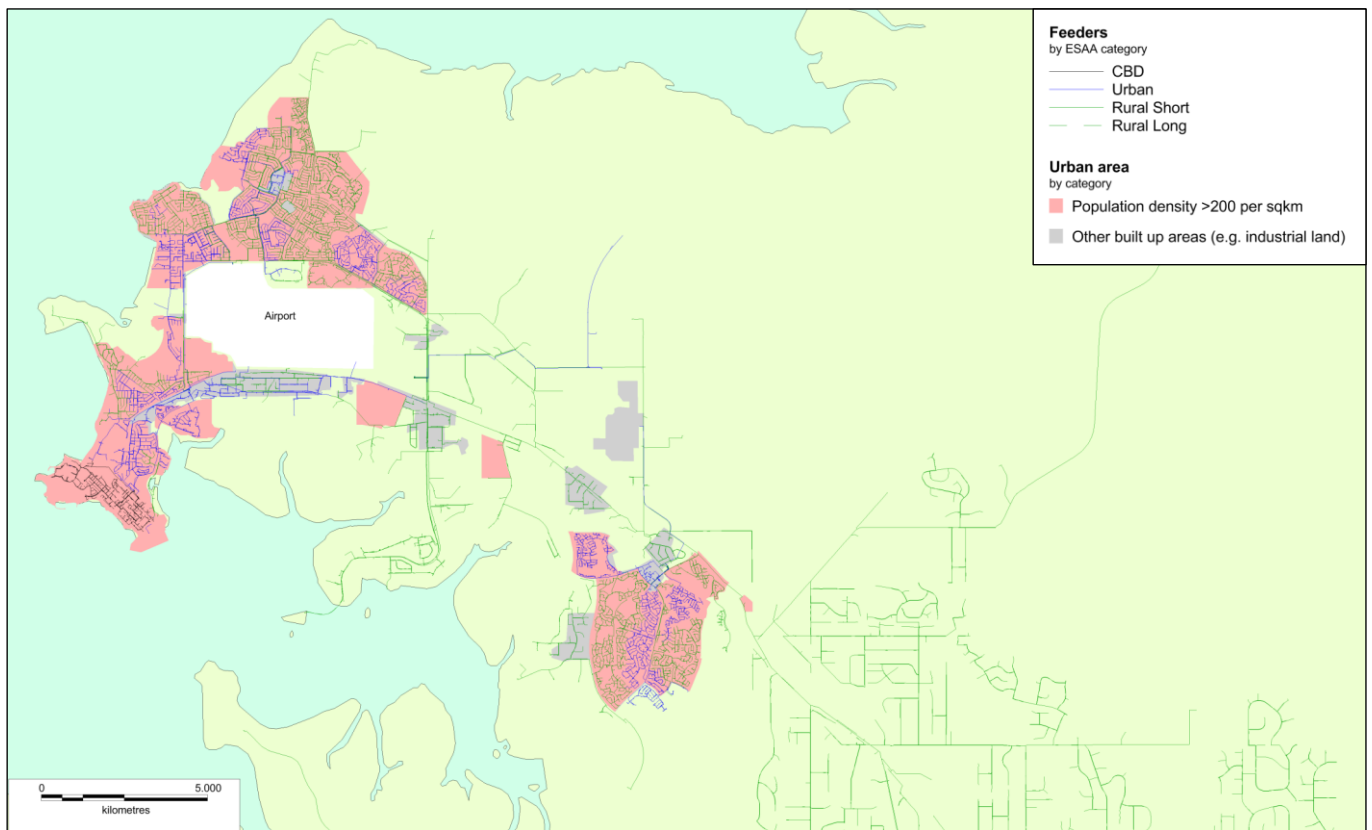 Feeders
by ESAA category
CBD
Urban
Rural Short
Rural Long
Urban area
by category
Population density >200 per sqkm
Other built up areas (e.g. industrial land)
Airport
0 5.000
kilometres